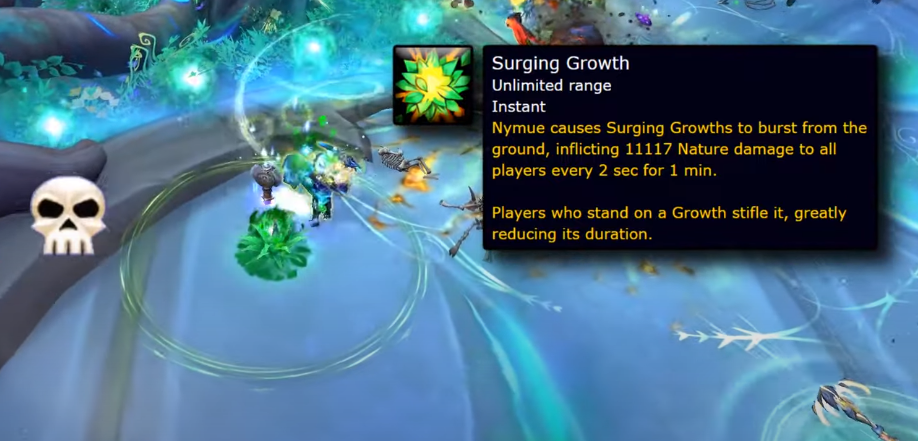 Surging Growth
Unlimited range
Instant
Nymue causes Surging Growths to burst from the
ground, inflicting 11117 Nature damage to all
players every 2 sec for 1 min.
Players who stand on a Growth stifle it, greatly
reducing its duration.